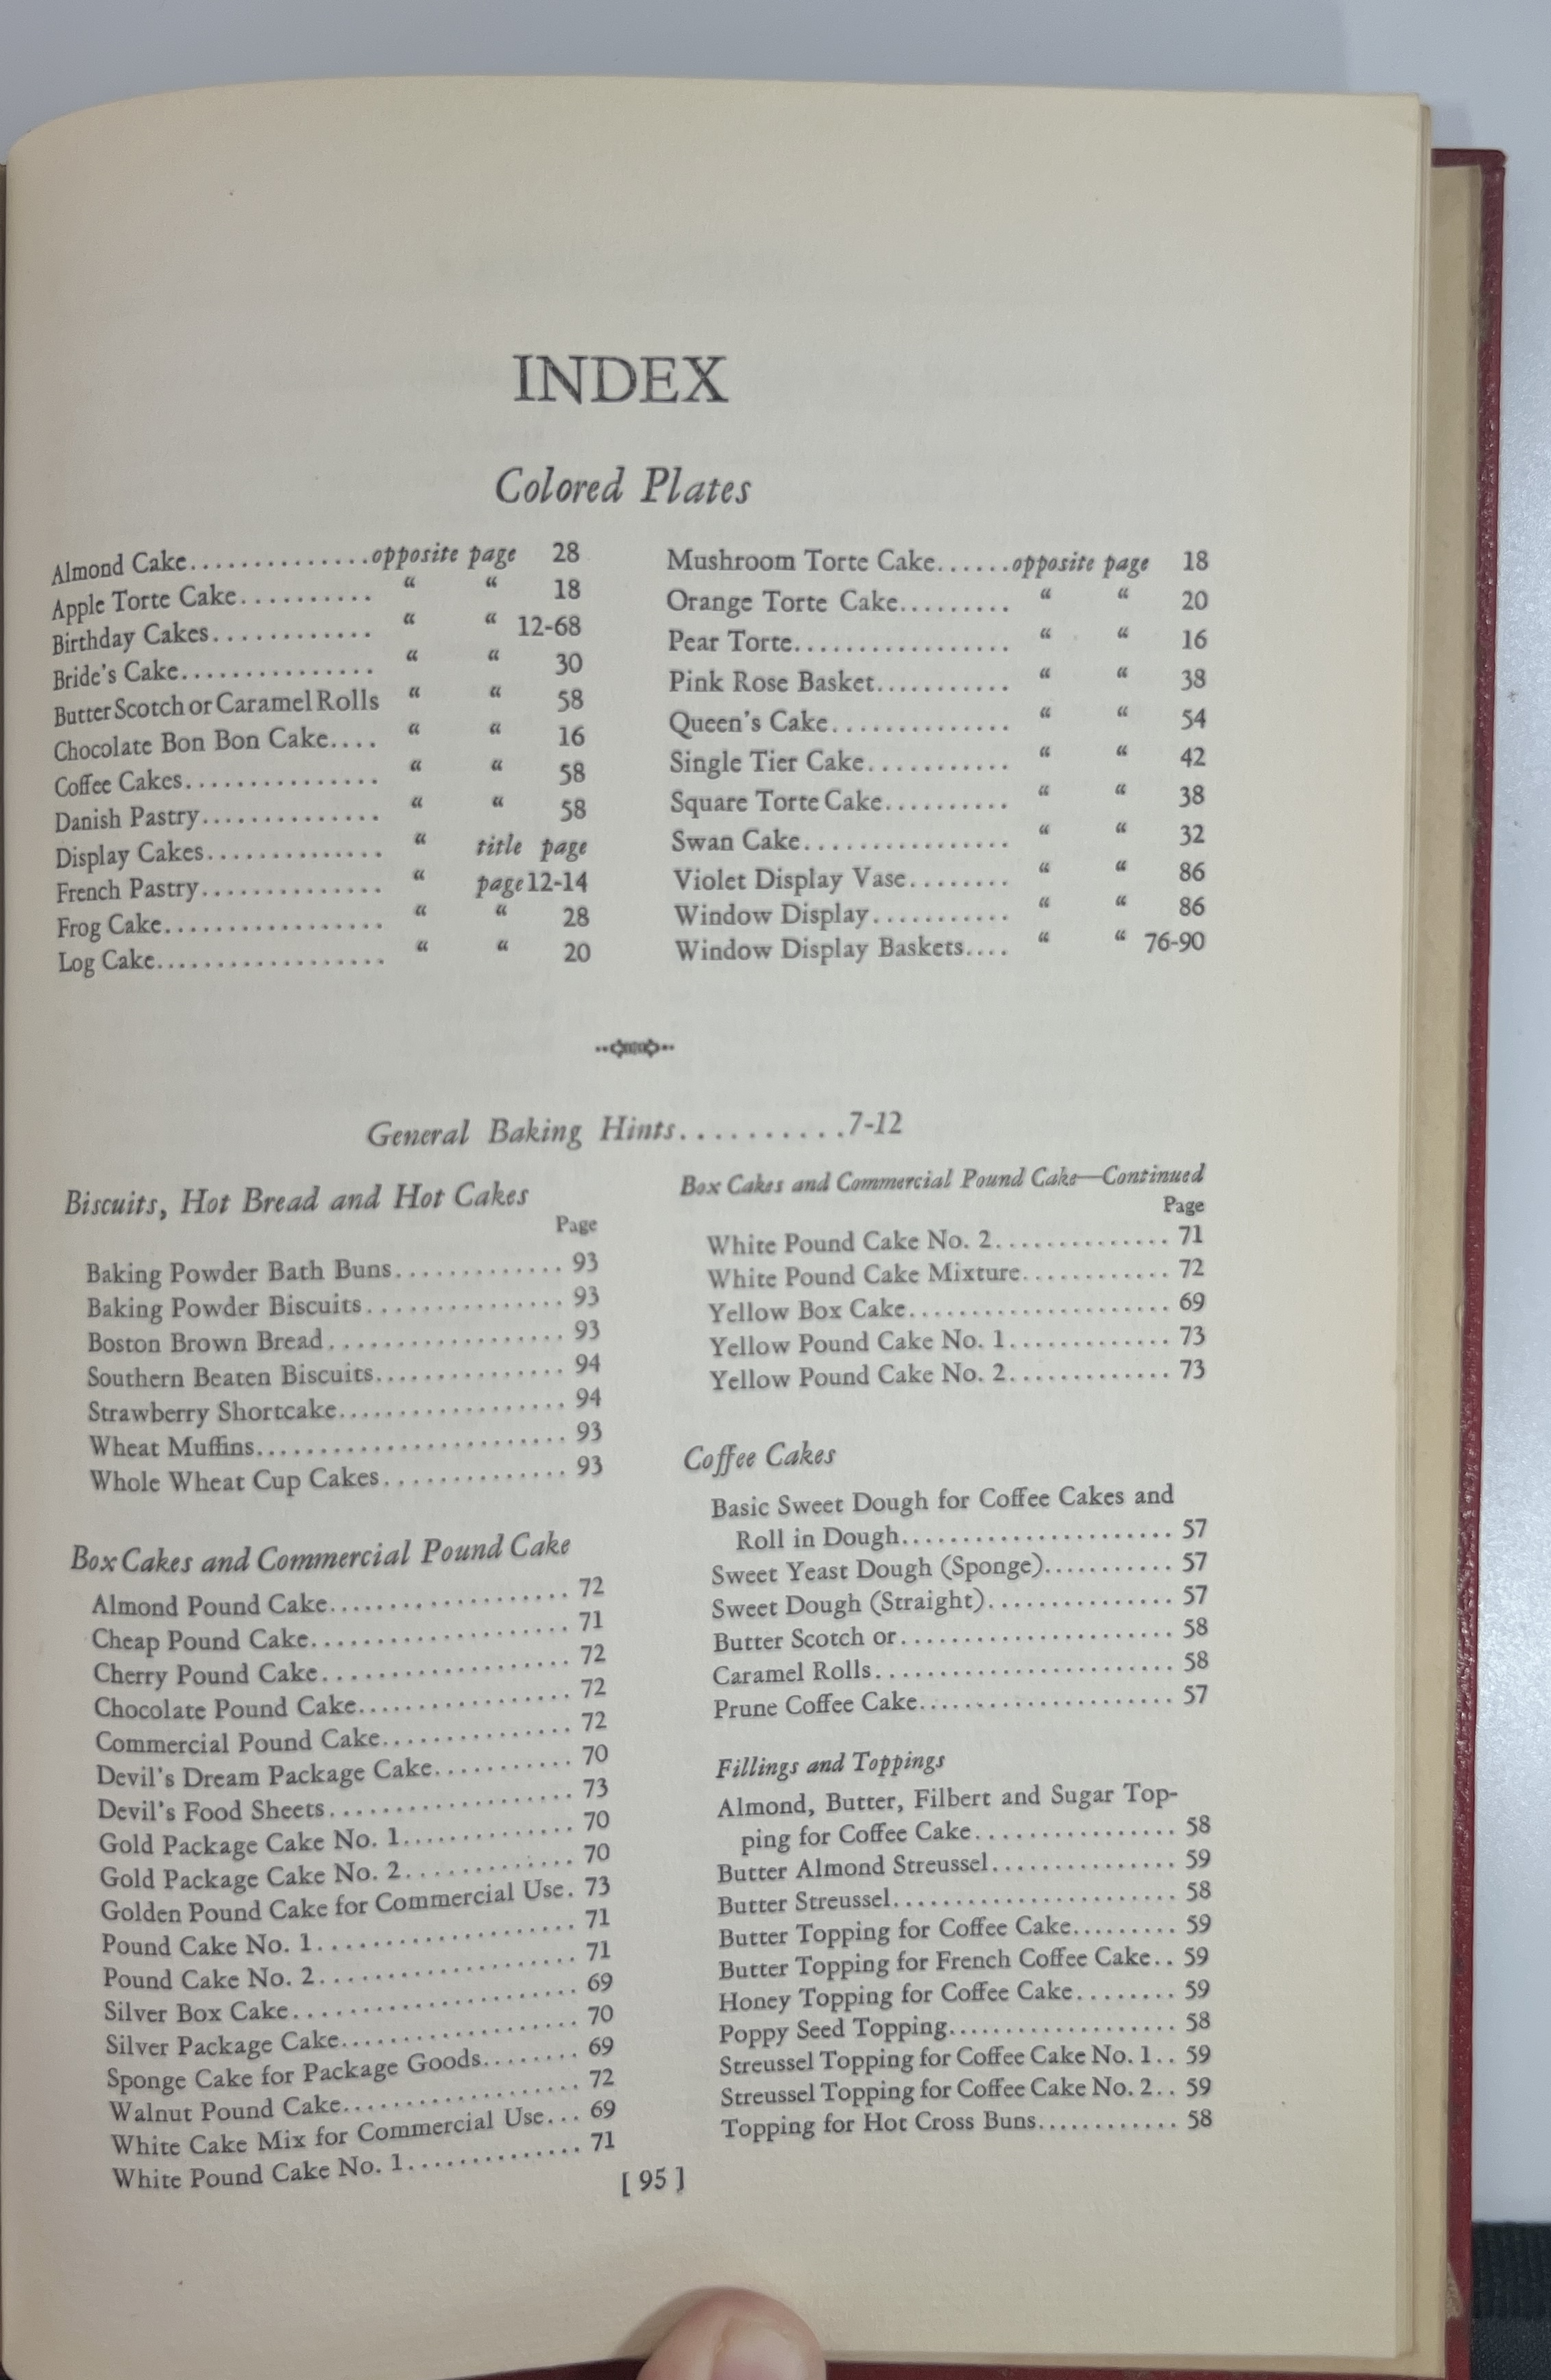 INDEX
Colored Plates
Almond Cake..............opposite page 28
Apple Torte Cake........... “ “ 18
Birthday Cakes............. “ “ 12-68
Bride's Cake............... “ “ 30
Butter Scotch or Caramel Rolls “ “ 58
Chocolate Bon Bon Cake.... “ “ 16
Coffee Cakes............... “ “ 58
Danish Pastry.............. “ “ 58
Display Cakes.............. “ title page
French Pastry.............. “ page 12-14
Frog Cake................. “ “ 28
Log Cake.................. “ “ 20
Mushroom Torte Cake......opposite page 18
Orange Torte Cake......... “ “ 20
Pear Torte................. “ “ 16
Pink Rose Basket........... “ “ 38
Queen's Cake.............. “ “ 54
Single Tier Cake........... “ “ 42
Square Torte Cake.......... “ “ 38
Swan Cake................ “ “ 32
Violet Display Vase........ “ “ 86
Window Display........... “ “ 86
Window Display Baskets.... “ “ 76-90
General Baking Hints..........7-12
Biscuits, Hot Bread and Hot Cakes
Page
Baking Powder Bath Buns............. 93
Baking Powder Biscuits............... 93
Boston Brown Bread.................. 93
Southern Beaten Biscuits.............. 94
Strawberry Shortcake.................. 94
Wheat Muffins........................ 93
Whole Wheat Cup Cakes.............. 93
Box Cakes and Commercial Pound Cake
Almond Pound Cake................... 72
Cheap Pound Cake.................... 71
Cherry Pound Cake................... 72
Chocolate Pound Cake................ 72
Commercial Pound Cake.............. 72
Devil's Dream Package Cake.......... 70
Devil's Food Sheets................... 73
Gold Package Cake No. 1............. 70
Gold Package Cake No. 2............. 70
Golden Pound Cake for Commercial Use. 73
Pound Cake No. 1.................... 71
Pound Cake No. 2.................... 71
Silver Box Cake...................... 69
Silver Package Cake.................. 70
Sponge Cake for Package Goods........ 69
Walnut Pound Cake.................. 72
White Cake Mix for Commercial Use... 69
White Pound Cake No. 1.............. 71
Box Cakes and Commercial Pound Cake—Continued
Page
White Pound Cake No. 2.............. 71
White Pound Cake Mixture............ 72
Yellow Box Cake..................... 69
Yellow Pound Cake No. 1............. 73
Yellow Pound Cake No. 2............. 73
Coffee Cakes
Basic Sweet Dough for Coffee Cakes and
Roll in Dough...................... 57
Sweet Yeast Dough (Sponge)........... 57
Sweet Dough (Straight)............... 57
Butter Scotch or....................... 58
Caramel Rolls......................... 58
Prune Coffee Cake..................... 57
Fillings and Toppings
Almond, Butter, Filbert and Sugar Top-
ping for Coffee Cake................ 58
Butter Almond Streussel............... 59
Butter Streussel....................... 58
Butter Topping for Coffee Cake......... 59
Butter Topping for French Coffee Cake.. 59
Honey Topping for Coffee Cake........ 59
Poppy Seed Topping................... 58
Streussel Topping for Coffee Cake No. 1.. 59
Streussel Topping for Coffee Cake No. 2.. 59
Topping for Hot Cross Buns............ 58
[ 95 ]